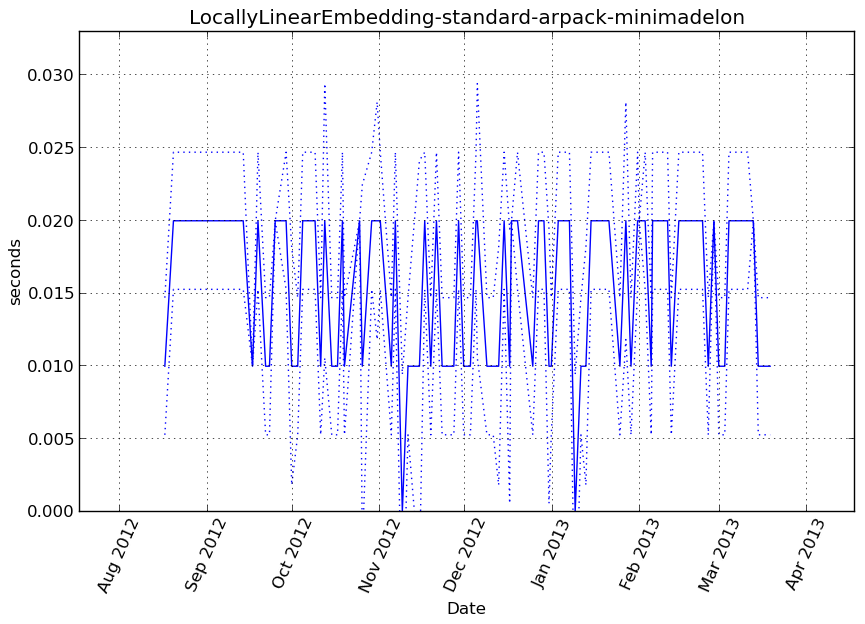 LocallyLinearEmbedding-standard-arpack-minimadelon
0.030
0.025
0.020
0.015
0.010
0.005
0.000
seconds
Aug 2012
Sep 2012
Oct 2012
Nov 2012
Dec 2012
Jan 2013
Feb 2013
Mar 2013
Apr 2013
Date